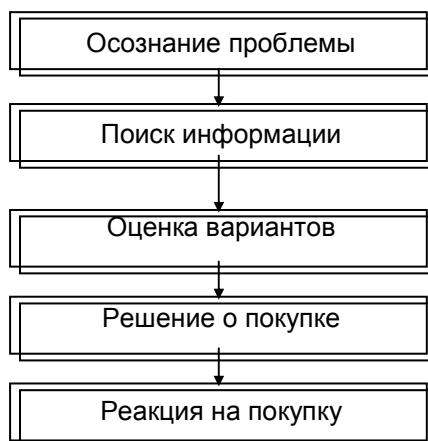 Осознание проблемы
Поиск информации
Оценка вариантов
Решение о покупке
Реакция на покупку